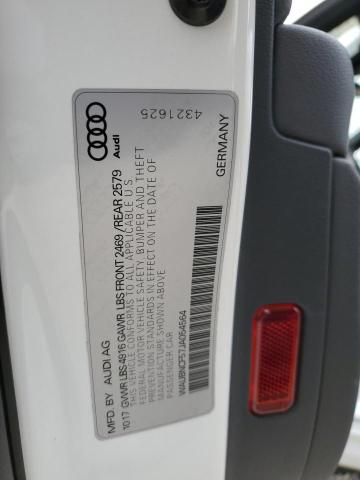 Audi
4321625
GERMANY
MFD. BY AUDI AG
10 17 GVWR LBS 4916 GAWR LBS FRONT 2469 / REAR 2579
THIS VEHICLE CONFORMS TO ALL APPLICABLE U S
FEDERAL MOTOR VEHICLE SAFETY, BUMPER AND THEFT
PREVENTION STANDARDS IN EFFECT ON THE DATE OF
MANUFACTURE SHOWN ABOVE
PASSENGER CAR
WAUBNCF57JA054564